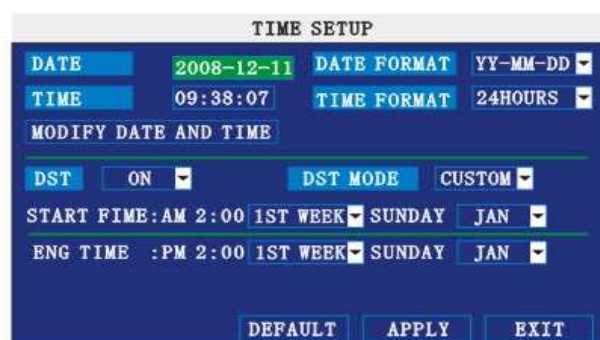 TIME SETUP
DATE 2008-12-11 DATE FORMAT YY-MM-DD
TIME 09:38:07 TIME FORMAT 24HOURS
MODIFY DATE AND TIME
DST ON DST MODE CUSTOM
START FIME:AM 2:00 1ST WEEK SUNDAY JAN
ENG TIME :PM 2:00 1ST WEEK SUNDAY JAN
DEFAULT APPLY EXIT